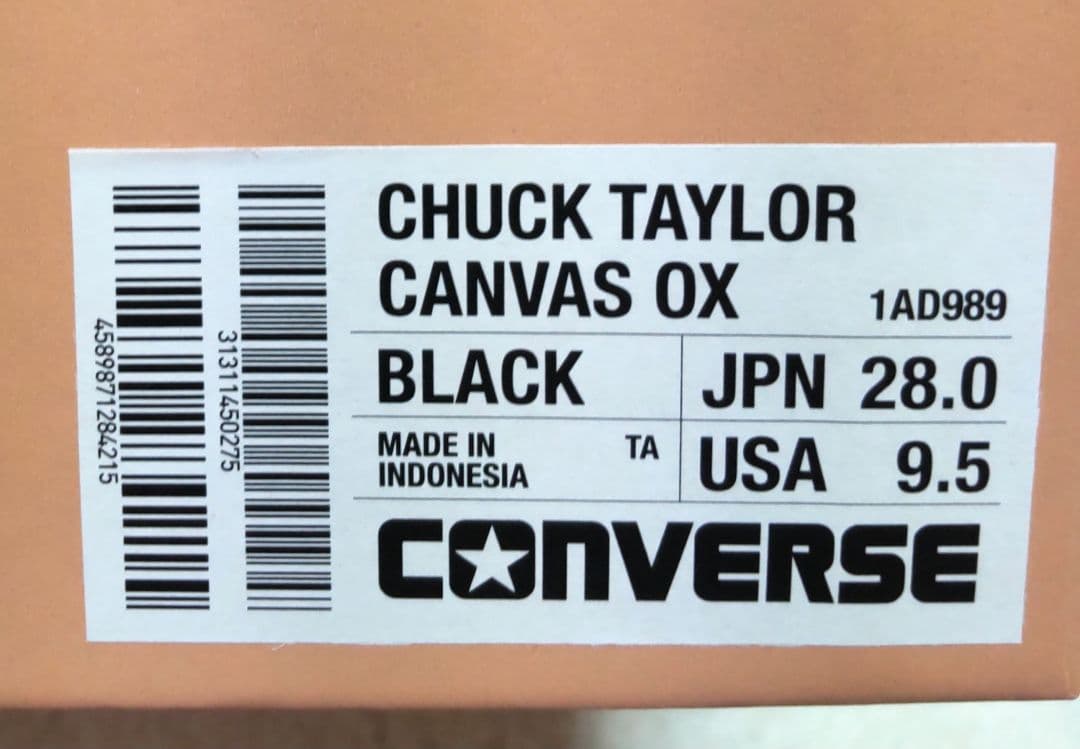 CHUCK TAYLOR
CANVAS OX 1AD989
BLACK JPN 28.0
MADE IN
INDONESIA TA USA 9.5
CONVERSE
4589871284215
31311450275